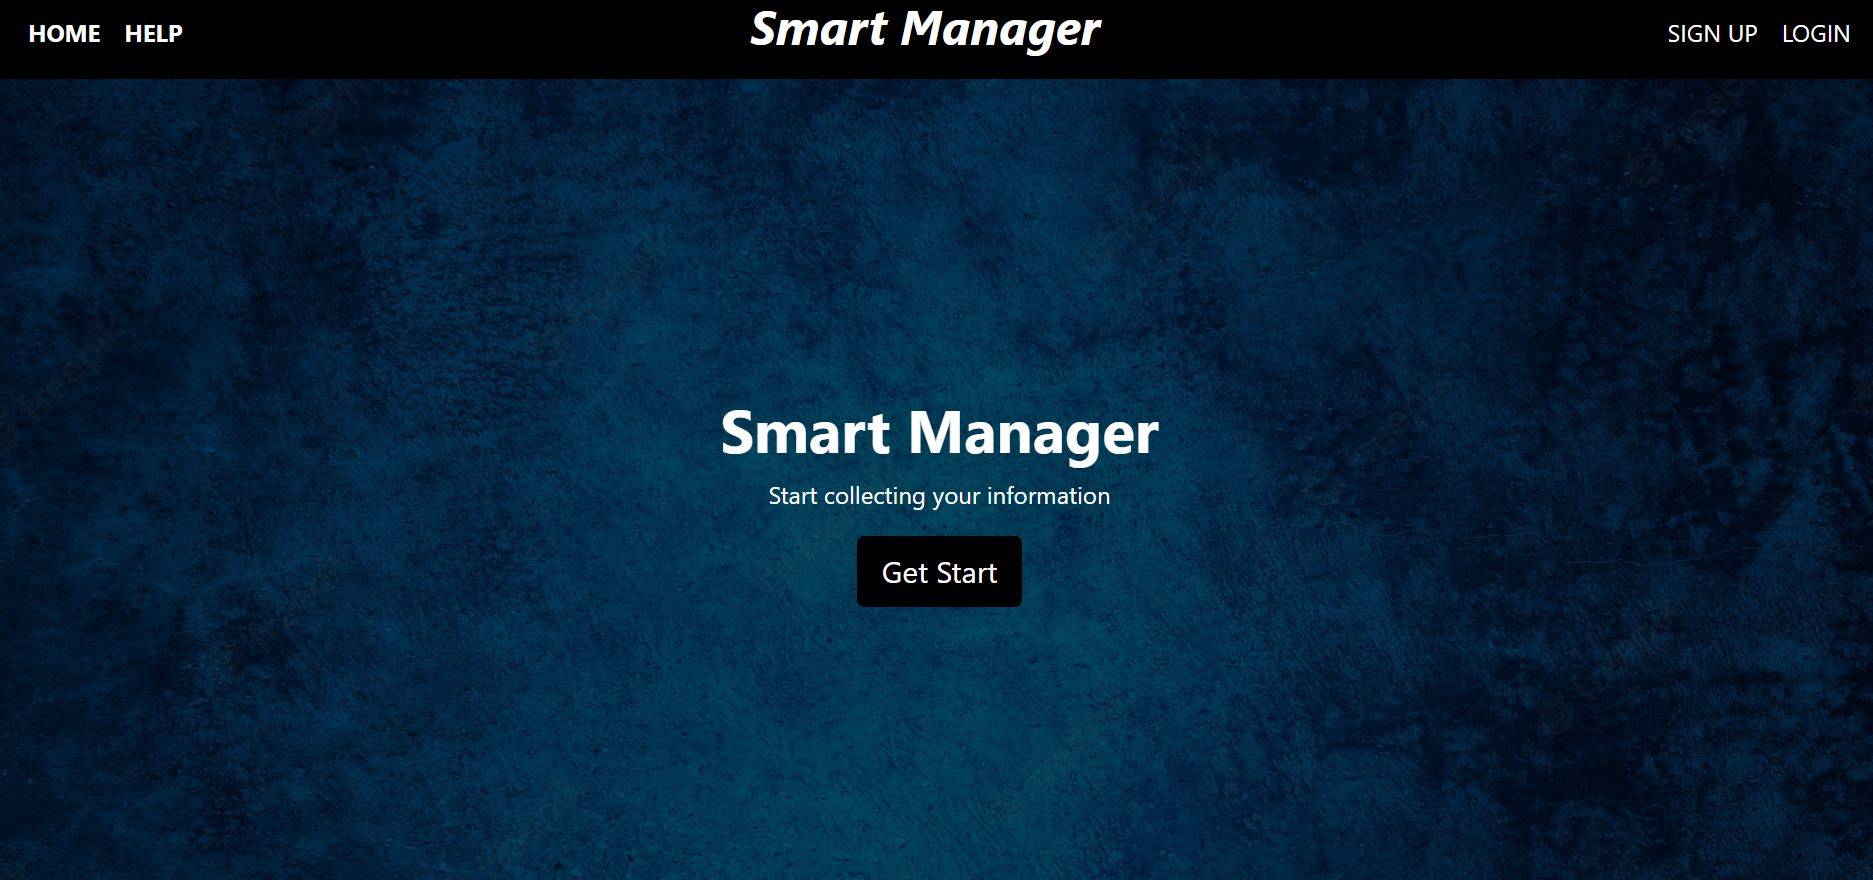 HOME HELP Smart Manager SIGN UP LOGIN
Smart Manager
Start collecting your information
Get Start